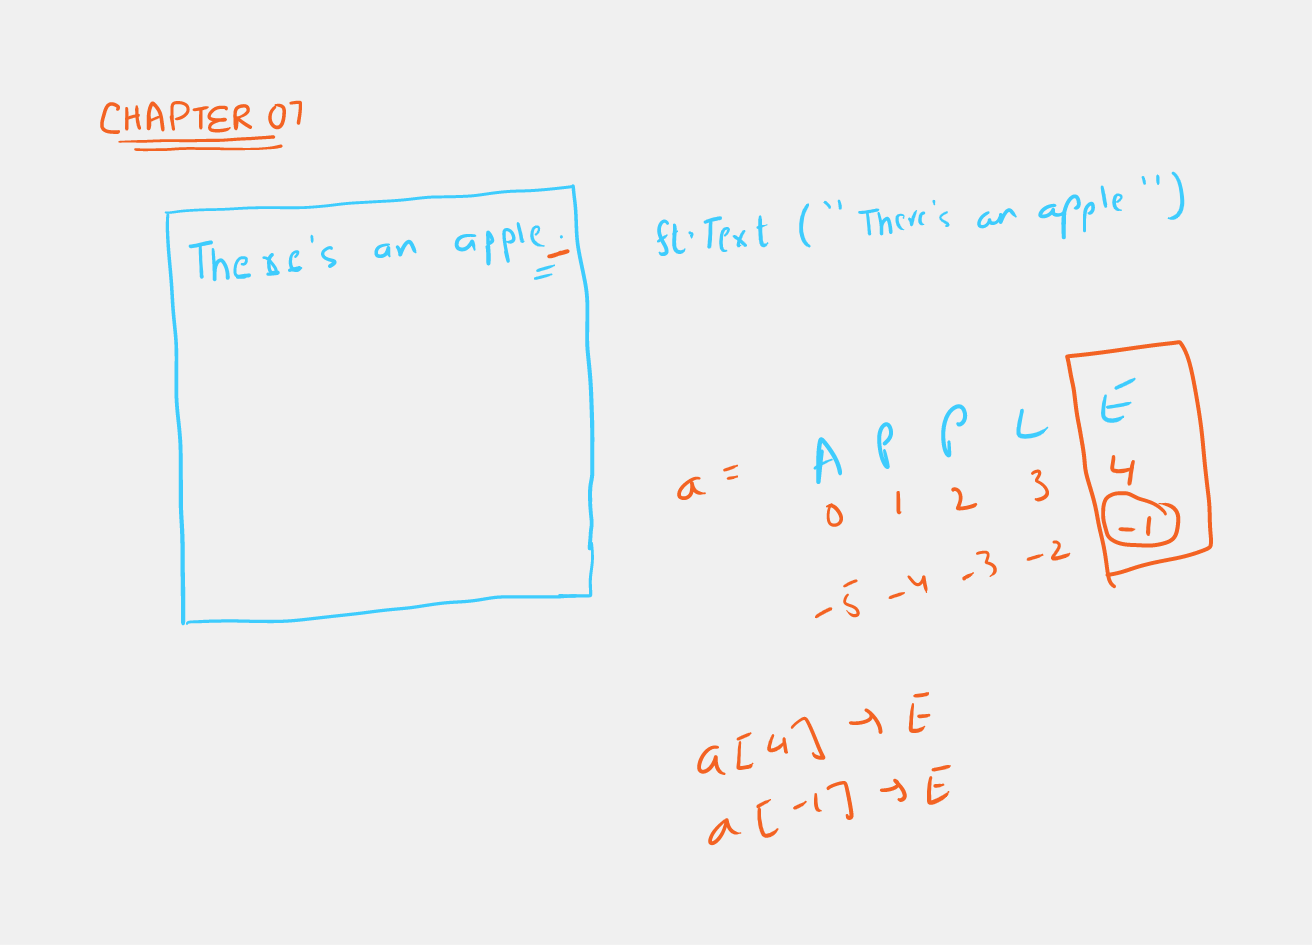 CHAPTER 07
There's an apple.
ft.Text ("There's an apple")
a = A P P L E
0 1 2 3 4
-5 -4 -3 -2 -1
a[4] → E
a[-1] → E